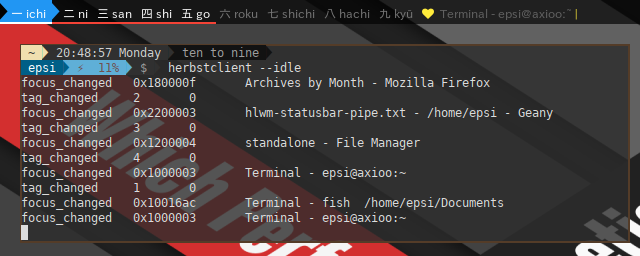 一 ichi 二 ni 三 san 四 shi 五 go 六 roku 七 shichi 八 hachi 九 kyū Terminal - epsi@axioo:~
~ 20:48:57 Monday ten to nine
epsi ⚡ 11% $ herbstclient --idle
focus_changed 0x180000f Archives by Month - Mozilla Firefox
tag_changed 2 0
focus_changed 0x2200003 hlwm-statusbar-pipe.txt - /home/epsi - Geany
tag_changed 3 0
focus_changed 0x1200004 standalone - File Manager
tag_changed 4 0
focus_changed 0x1000003 Terminal - epsi@axioo:~
tag_changed 1 0
focus_changed 0x10016ac Terminal - fish /home/epsi/Documents
focus_changed 0x1000003 Terminal - epsi@axioo:~
Which